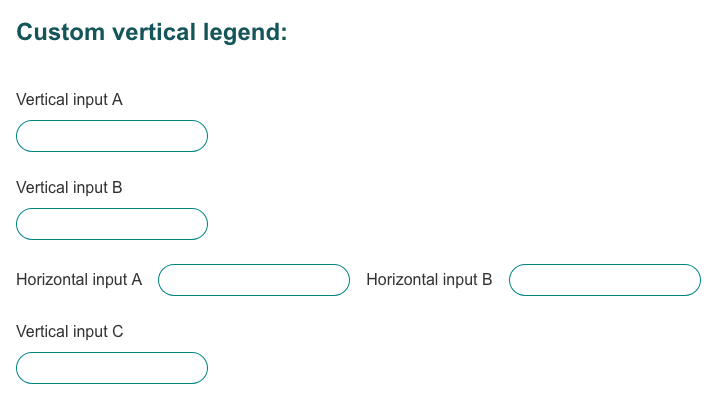 Custom vertical legend:
Vertical input A
Vertical input B
Horizontal input A Horizontal input B
Vertical input C